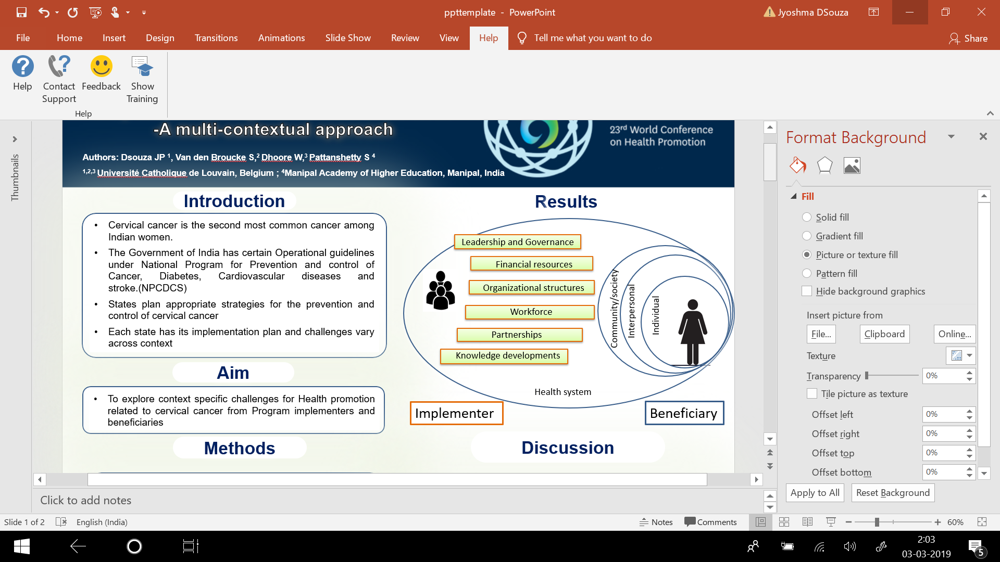 ppttemplate - PowerPoint
Jyoshma DSouza
File Home Insert Design Transitions Animations Slide Show Review View Help Tell me what you want to do Share
Help
Contact Support
Feedback
Show Training
Help
Thumbnails
-A multi-contextual approach
23rd World Conference
on Health Promotion
Authors: Dsouza JP 1, Van den Broucke S,2 Dhoore W,3 Pattanshetty S 4
1,2,3 Université Catholique de Louvain, Belgium ; 4Manipal Academy of Higher Education, Manipal, India
Introduction
• Cervical cancer is the second most common cancer among
Indian women.
• The Government of India has certain Operational guidelines
under National Program for Prevention and control of
Cancer, Diabetes, Cardiovascular diseases and
stroke.(NPCDCS)
• States plan appropriate strategies for the prevention and
control of cervical cancer
• Each state has its implementation plan and challenges vary
across context
Aim
• To explore context specific challenges for Health promotion
related to cervical cancer from Program implementers and
beneficiaries
Methods
Results
Leadership and Governance
Financial resources
Organizational structures
Workforce
Partnerships
Knowledge developments
Community/society
Interpersonal
Individual
Health system
Implementer
Beneficiary
Discussion
Format Background
Fill
Solid fill
Gradient fill
Picture or texture fill
Pattern fill
Hide background graphics
Insert picture from
File... Clipboard Online...
Texture
Transparency 0%
Tile picture as texture
Offset left 0%
Offset right 0%
Offset top 0%
Offset bottom 0%
Apply to All Reset Background
Click to add notes
Slide 1 of 2 English (India) Notes Comments 60%
2:03
03-03-2019
5